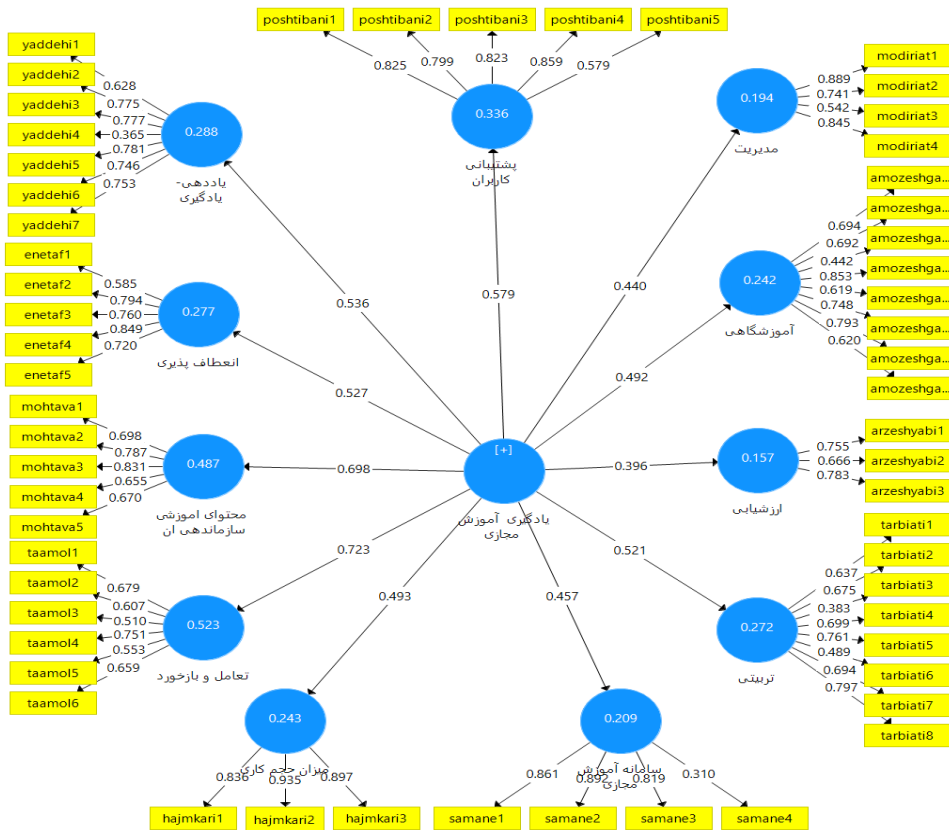 poshtibani1
poshtibani2
poshtibani3
poshtibani4
poshtibani5
0.825
0.799
0.823
0.859
0.579
0.336
پشتیبانی
کاربران
yaddehi1
yaddehi2
yaddehi3
yaddehi4
yaddehi5
yaddehi6
yaddehi7
0.628
0.775
0.777
0.365
0.781
0.746
0.753
0.288
یاددهی-
یادگیری
modiriat1
modiriat2
modiriat3
modiriat4
0.889
0.741
0.542
0.845
0.194
مدیریت
enetaf1
enetaf2
enetaf3
enetaf4
enetaf5
0.585
0.794
0.760
0.849
0.720
0.277
انعطاف پذیری
amozeshga...
amozeshga...
amozeshga...
amozeshga...
amozeshga...
amozeshga...
amozeshga...
amozeshga...
0.694
0.692
0.442
0.853
0.619
0.748
0.793
0.620
0.242
آموزشگاهی
0.536
0.579
0.440
0.527
0.492
0.698
0.396
0.723
0.521
0.493
0.457
[+]
یادگیری آموزش
مجازی
mohtava1
mohtava2
mohtava3
mohtava4
mohtava5
0.698
0.787
0.831
0.655
0.670
0.487
محتوای اموزشی
سازماندهی ان
arzeshyabi1
arzeshyabi2
arzeshyabi3
0.755
0.666
0.783
0.157
ارزشیابی
taamol1
taamol2
taamol3
taamol4
taamol5
taamol6
0.679
0.607
0.510
0.751
0.553
0.659
0.523
تعامل و بازخورد
tarbiati1
tarbiati2
tarbiati3
tarbiati4
tarbiati5
tarbiati6
tarbiati7
tarbiati8
0.637
0.675
0.383
0.699
0.761
0.489
0.694
0.797
0.272
تربیتی
0.243
میزان حجم کاری
0.836
0.935
0.897
hajmkari1
hajmkari2
hajmkari3
0.209
سامانه آموزش
مجازی
0.861
0.892
0.819
0.310
samane1
samane2
samane3
samane4